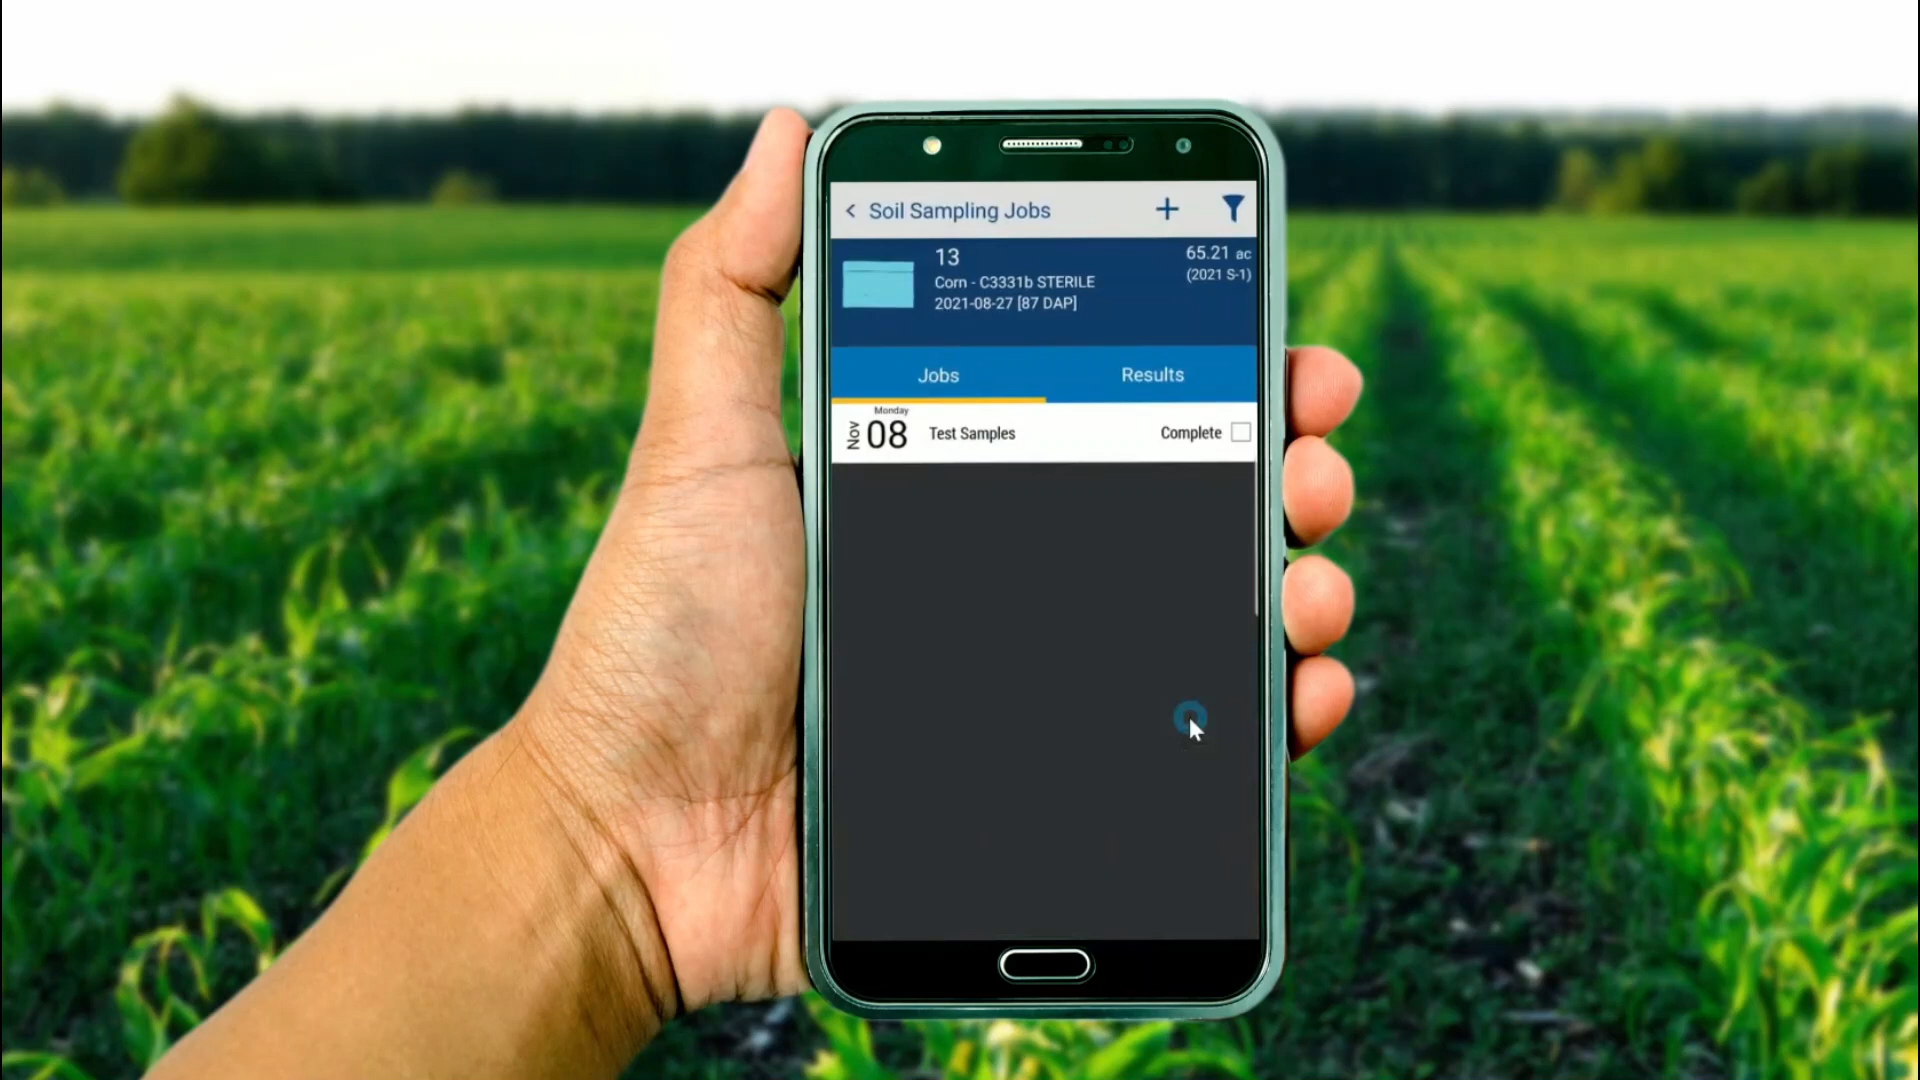 Soil Sampling Jobs
13
65.21 ac
Corn - C3331b STERILE
(2021 S-1)
2021-08-27 [87 DAP]
Jobs
Results
Monday
Nov
08
Test Samples
Complete